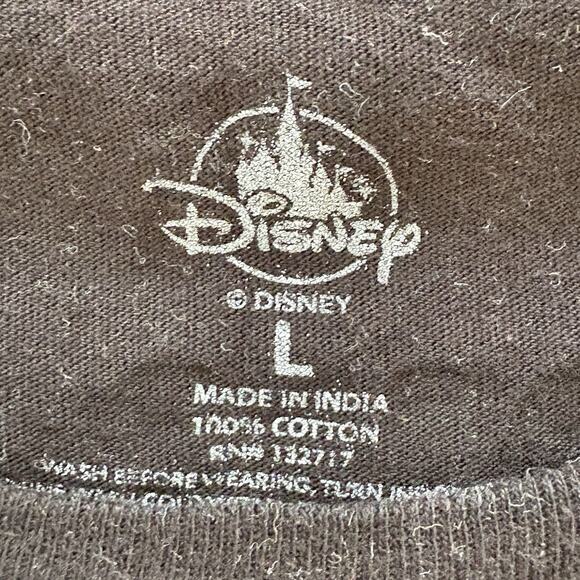 Disney
© DISNEY
L
MADE IN INDIA
100% COTTON
RN# 132717
WASH BEFORE WEARING, TURN